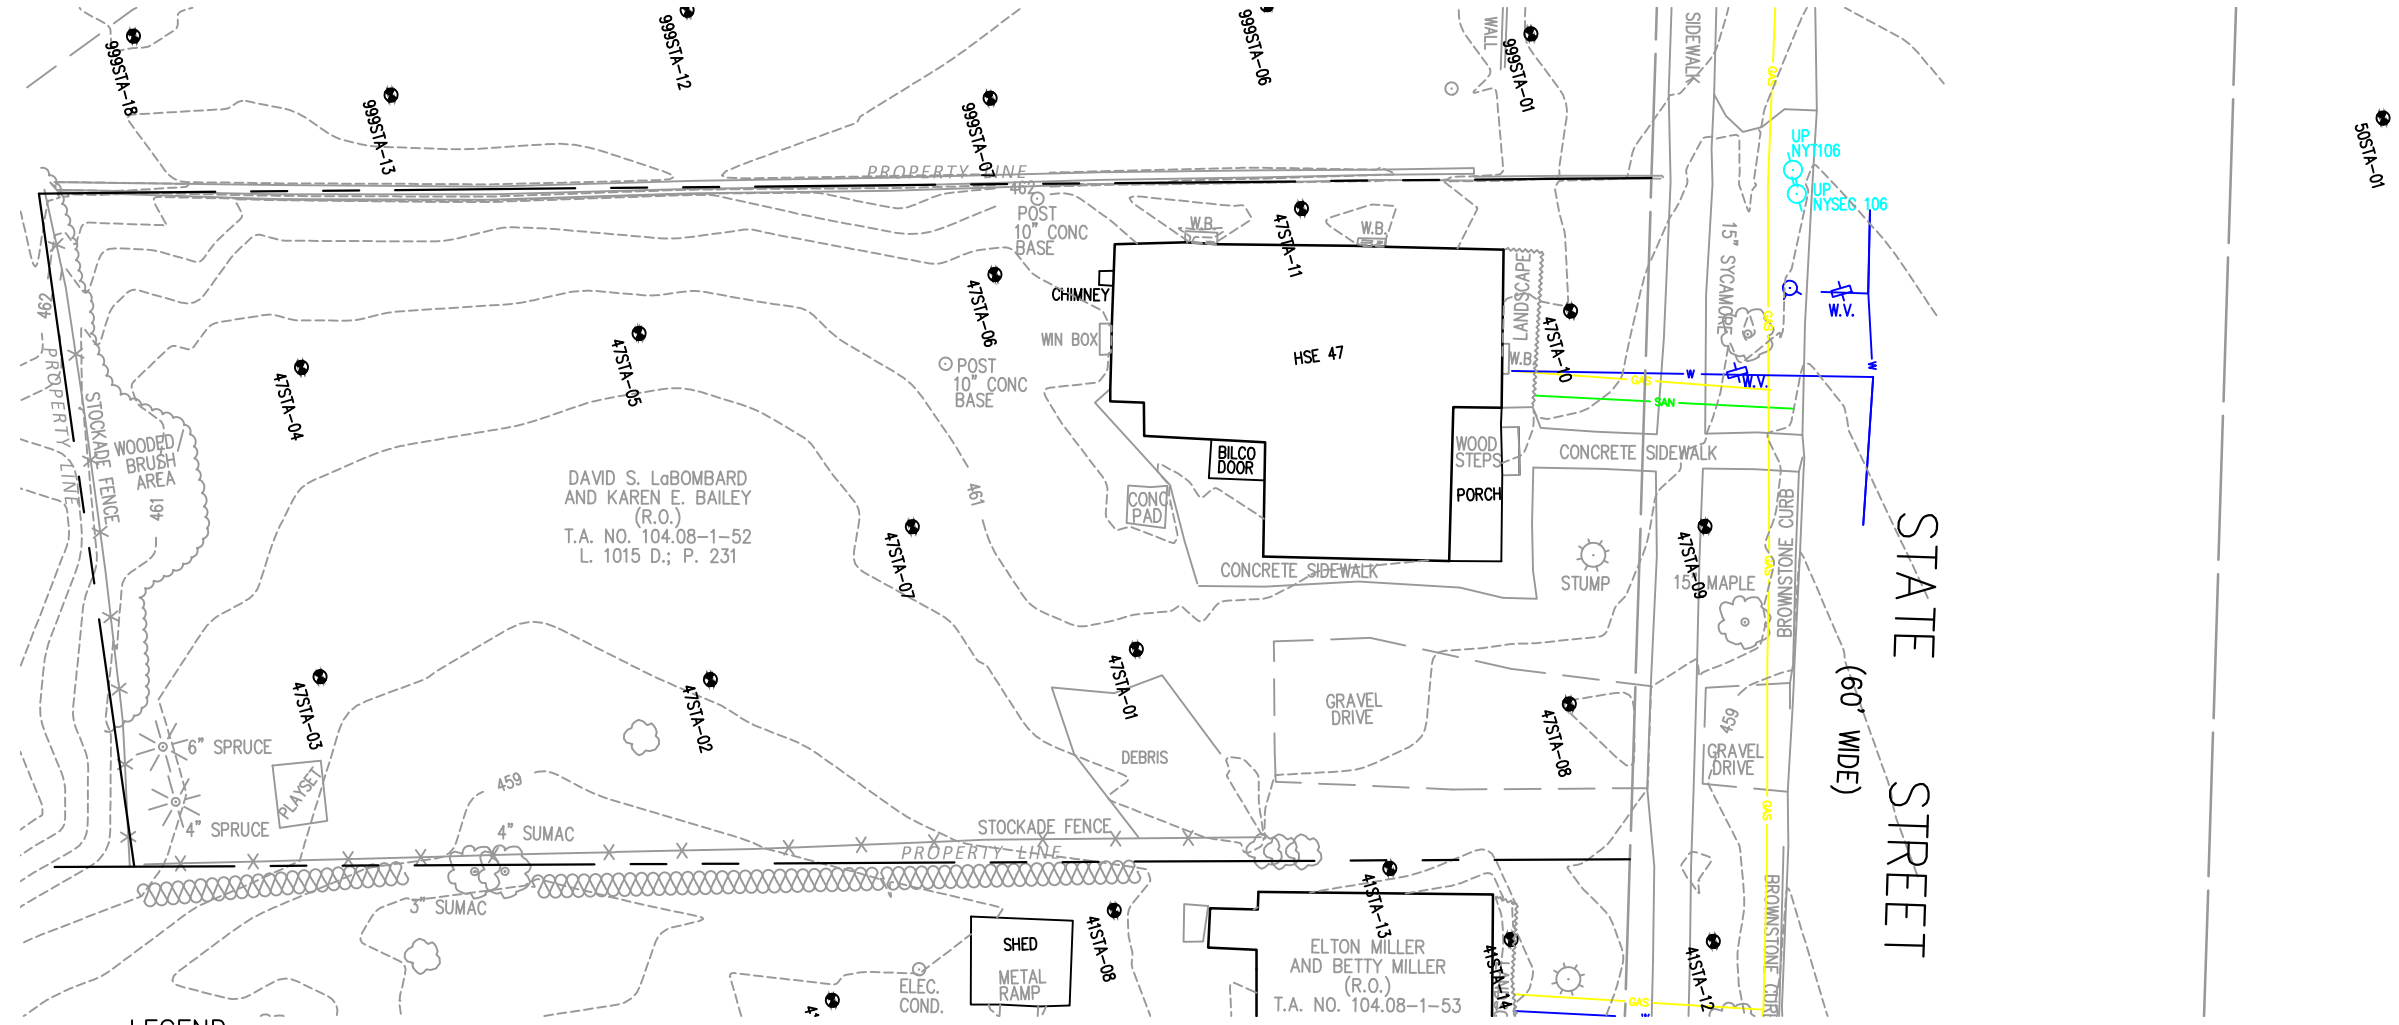 999STA-18
999STA-13
999STA-12
999STA-07
999STA-06
999STA-01
WALL
SIDEWALK
GAS
50STA-01
UP
NYT106
UP
NYSEC 106
PROPERTY LINE
462
POST
10" CONC
BASE
W.B.
W.B.
47STA-11
15" SYCAMORE
CHIMNEY
WIN BOX
47STA-06
LANDSCAPE
47STA-10
W.B.
GAS
W.V.
W
W.V.
W
GAS
SAN
462
PROPERTY LINE
STOCKADE FENCE
47STA-04
47STA-05
POST
10" CONC
BASE
HSE 47
WOODED/
BRUSH
AREA
461
461
DAVID S. LaBOMBARD
AND KAREN E. BAILEY
(R.O.)
T.A. NO. 104.08-1-52
L. 1015 D.; P. 231
BILCO
DOOR
WOOD
STEPS
CONCRETE SIDEWALK
PORCH
CONC
PAD
47STA-07
CONCRETE SIDEWALK
STUMP
47STA-09
15" MAPLE
GAS
BROWNSTONE CURB
STATE STREET
(60' WIDE)
47STA-03
47STA-02
47STA-01
GRAVEL
DRIVE
47STA-08
459
GRAVEL
DRIVE
DEBRIS
6" SPRUCE
PLAYSET
4" SPRUCE
459
4" SUMAC
STOCKADE FENCE
PROPERTY LINE
GAS
3" SUMAC
41STA-08
41STA-13
BROWNSTONE CURB
SHED
METAL
RAMP
ELEC.
COND.
ELTON MILLER
AND BETTY MILLER
(R.O.)
T.A. NO. 104.08-1-53
41STA-14
41STA-12
GAS
W
LEGEND